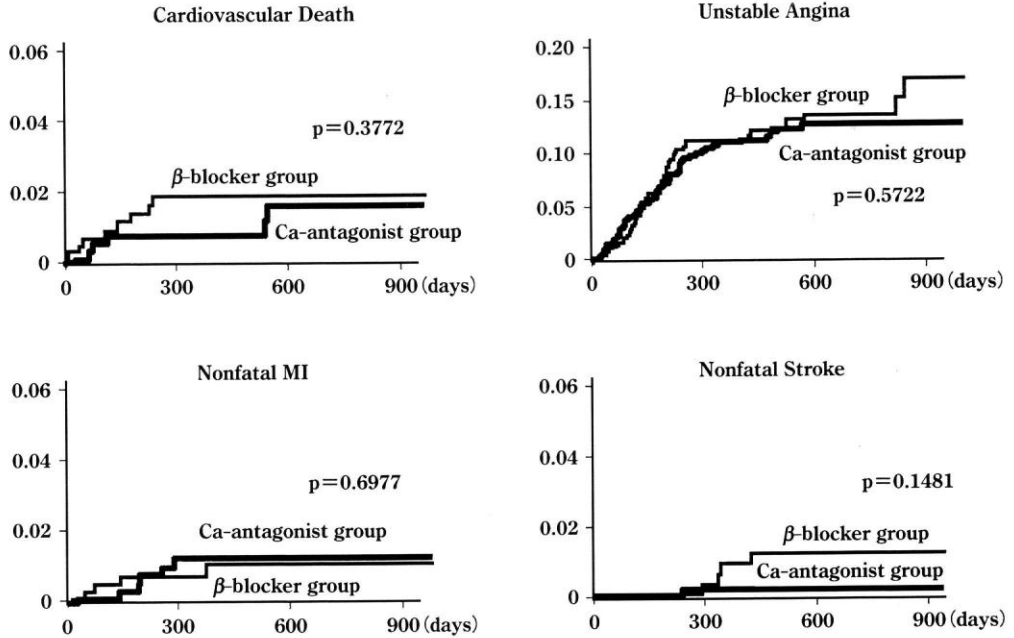 Cardiovascular Death
0.06
0.04
p=0.3772
β-blocker group
0.02
Ca-antagonist group
0
0 300 600 900(days)
Unstable Angina
0.20
β-blocker group
0.15
0.10
Ca-antagonist group
p=0.5722
0.05
0
0 300 600 900(days)
Nonfatal MI
0.06
0.04
p=0.6977
Ca-antagonist group
0.02
β-blocker group
0
0 300 600 900(days)
Nonfatal Stroke
0.06
0.04
p=0.1481
0.02
β-blocker group
Ca-antagonist group
0
0 300 600 900(days)